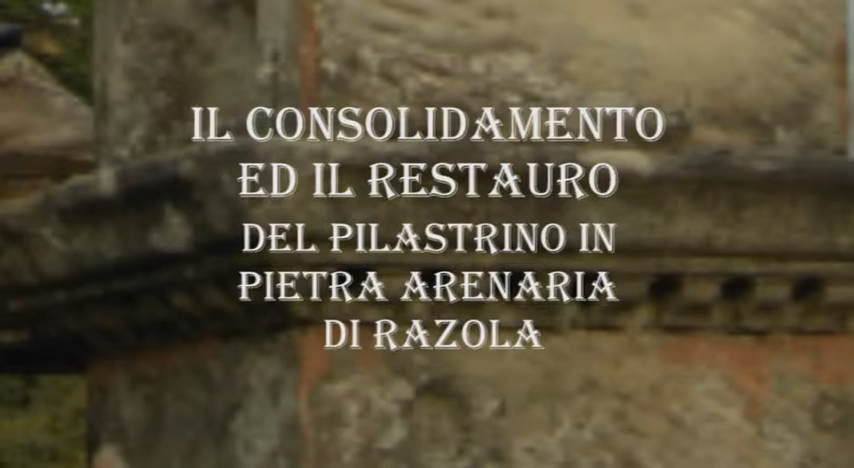 IL CONSOLIDAMENTO
ED IL RESTAURO
DEL PILASTRINO IN
PIETRA ARENARIA
DI RAZOLA